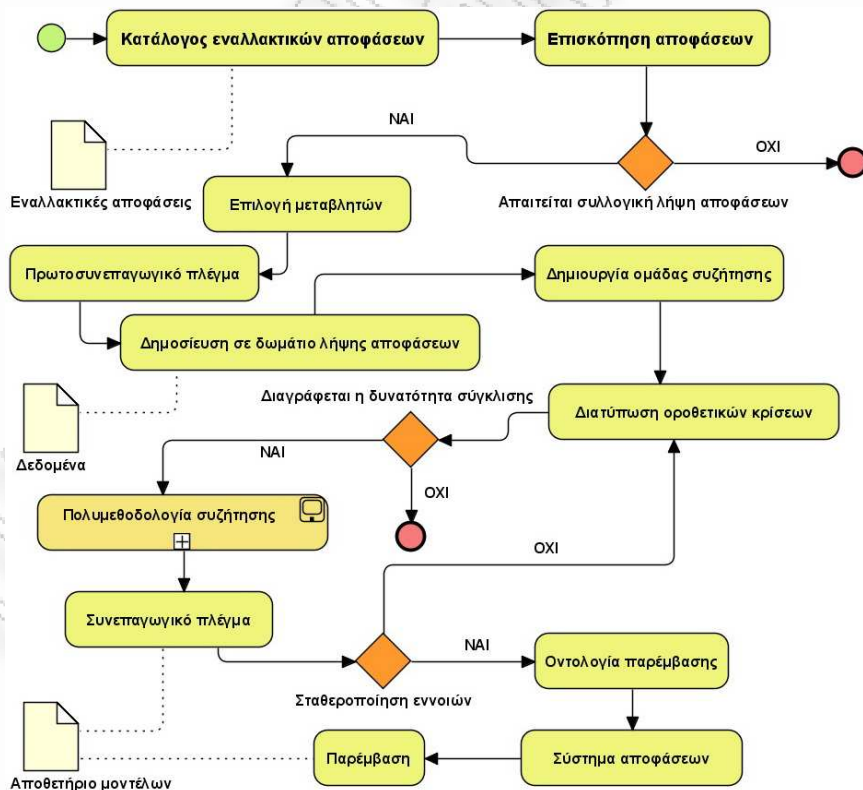 Κατάλογος εναλλακτικών αποφάσεων
Επισκόπηση αποφάσεων
ΝΑΙ
ΟΧΙ
Εναλλακτικές αποφάσεις
Επιλογή μεταβλητών
Απαιτείται συλλογική λήψη αποφάσεων
Πρωτοσυνεπαγωγικό πλέγμα
Δημιουργία ομάδας συζήτησης
Δημοσίευση σε δωμάτιο λήψης αποφάσεων
Διαγράφεται η δυνατότητα σύγκλισης
Διατύπωση οροθετικών κρίσεων
Δεδομένα
ΝΑΙ
ΟΧΙ
Πολυμεθοδολογία συζήτησης
ΟΧΙ
Συνεπαγωγικό πλέγμα
ΝΑΙ
Οντολογία παρέμβασης
Σταθεροποίηση εννοιών
Παρέμβαση
Σύστημα αποφάσεων
Αποθετήριο μοντέλων